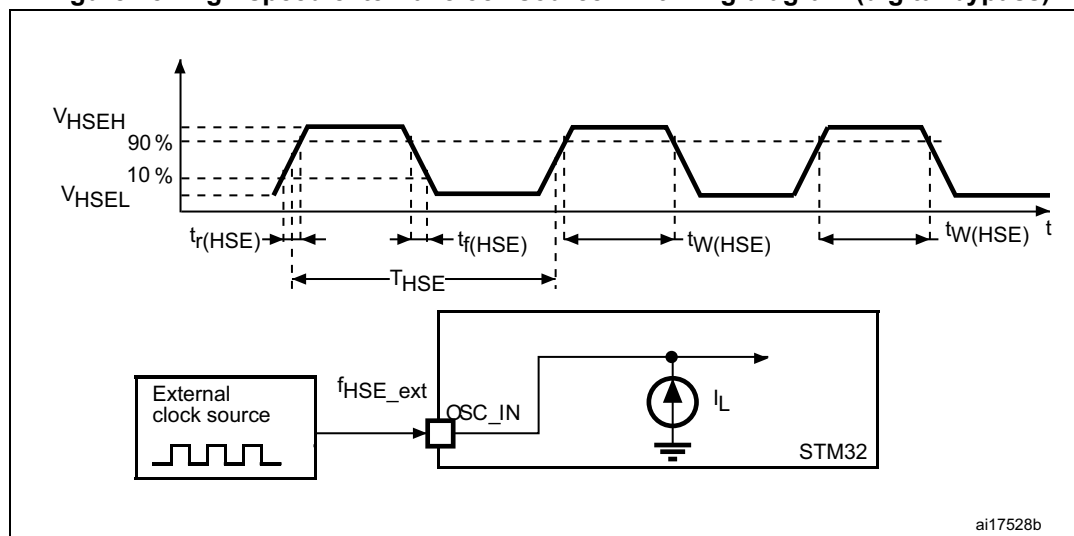 VHSEH
90 %
10 %
VHSEL
tr(HSE)
tf(HSE)
tW(HSE)
tW(HSE)
t
THSE
External
clock source
fHSE_ext
OSC_IN
IL
STM32
ai17528b